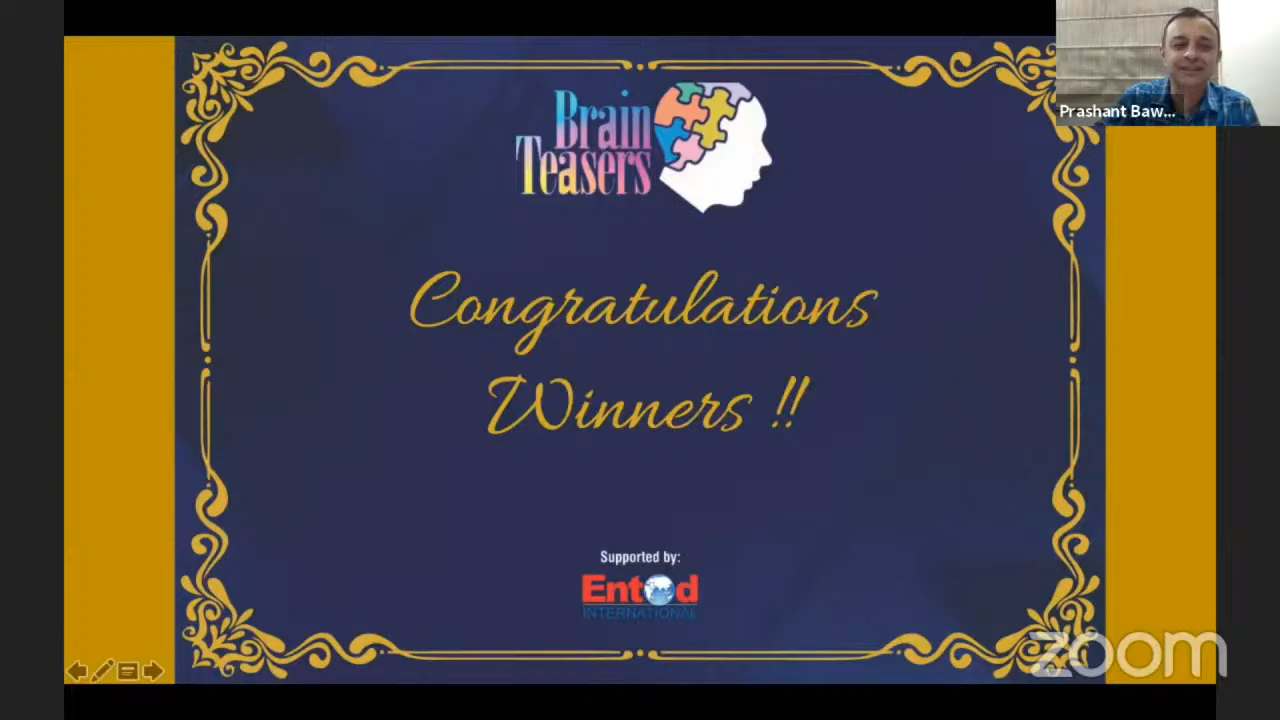 Brain
Teasers
Prashant Baw...
Congratulations
Winners !!
Supported by:
Entod
INTERNATIONAL
zoom